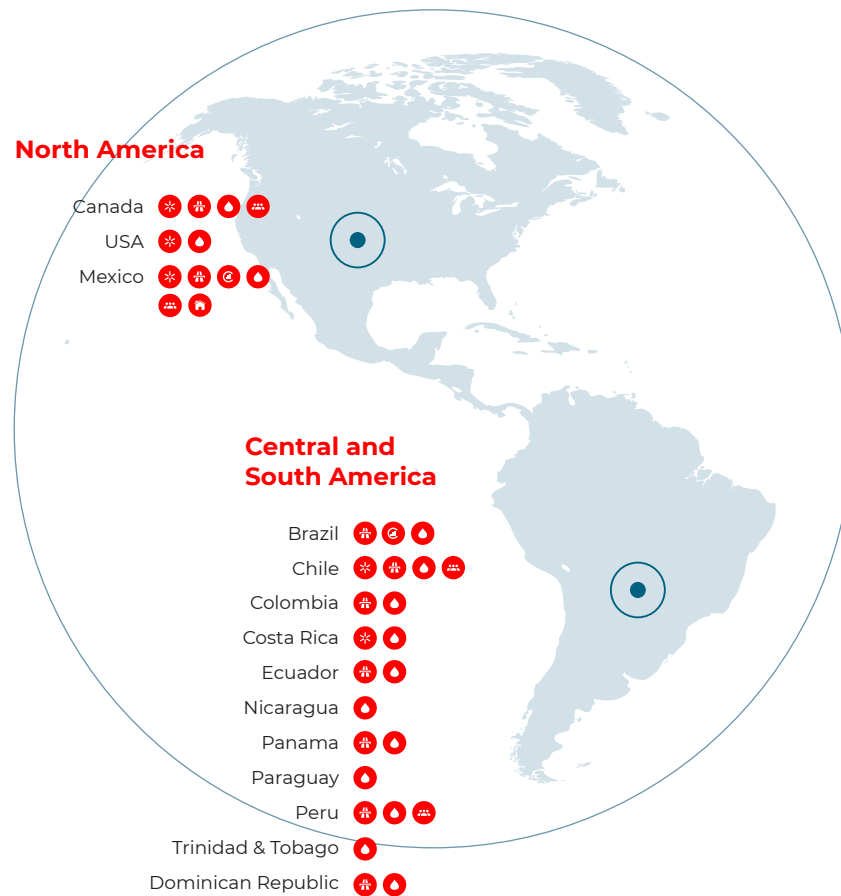 North America
Canada
USA
Mexico
Central and
South America
Brazil
Chile
Colombia
Costa Rica
Ecuador
Nicaragua
Panama
Paraguay
Peru
Trinidad & Tobago
Dominican Republic